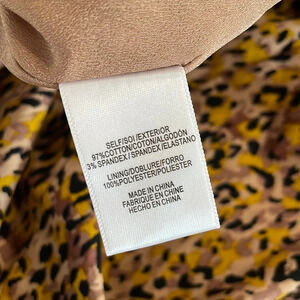 SELF/SOI/EXTERIOR
97%COTTON/COTON/ALGODÓN
3% SPANDEX / SPANDEX/ELASTANO
LINING/DOBLURE/FORRO
100%POLYESTER/POLIESTER
MADE IN CHINA
FABRIQUE EN CHINE
HECHO EN CHINA